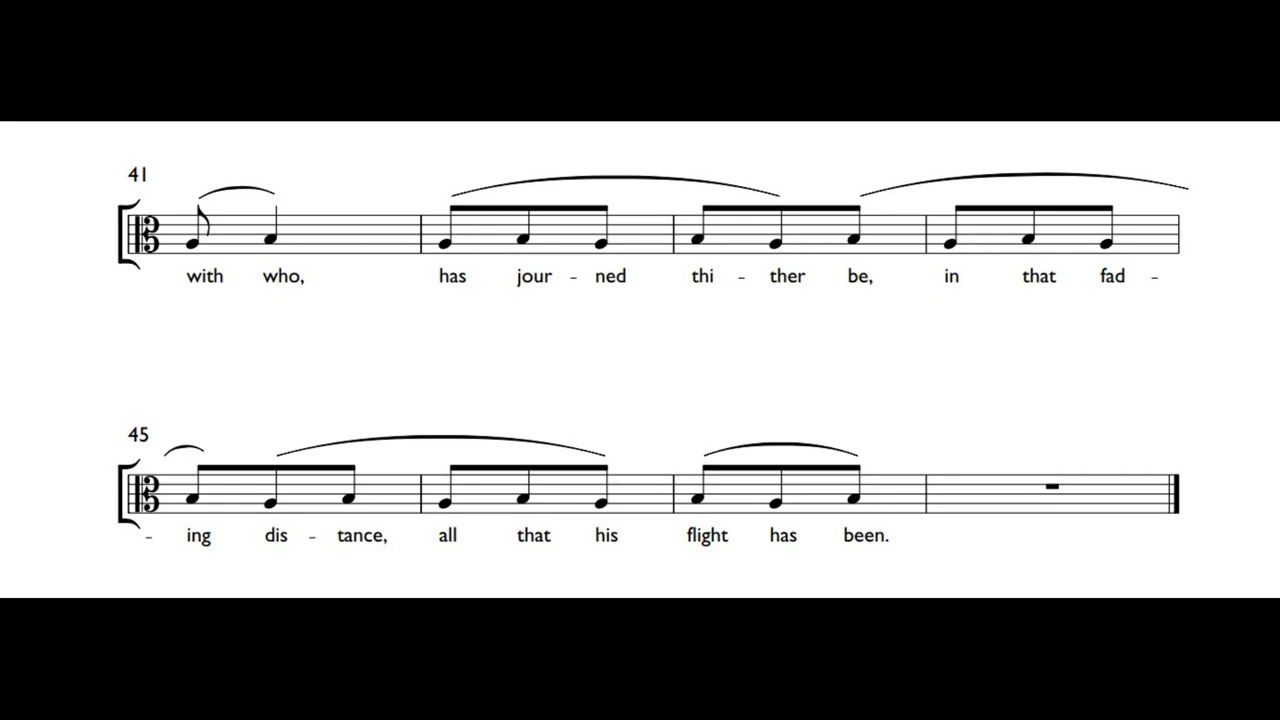 41
with who, has jour - ned thi - ther be, in that fad -
45
- ing dis - tance, all that his flight has been.